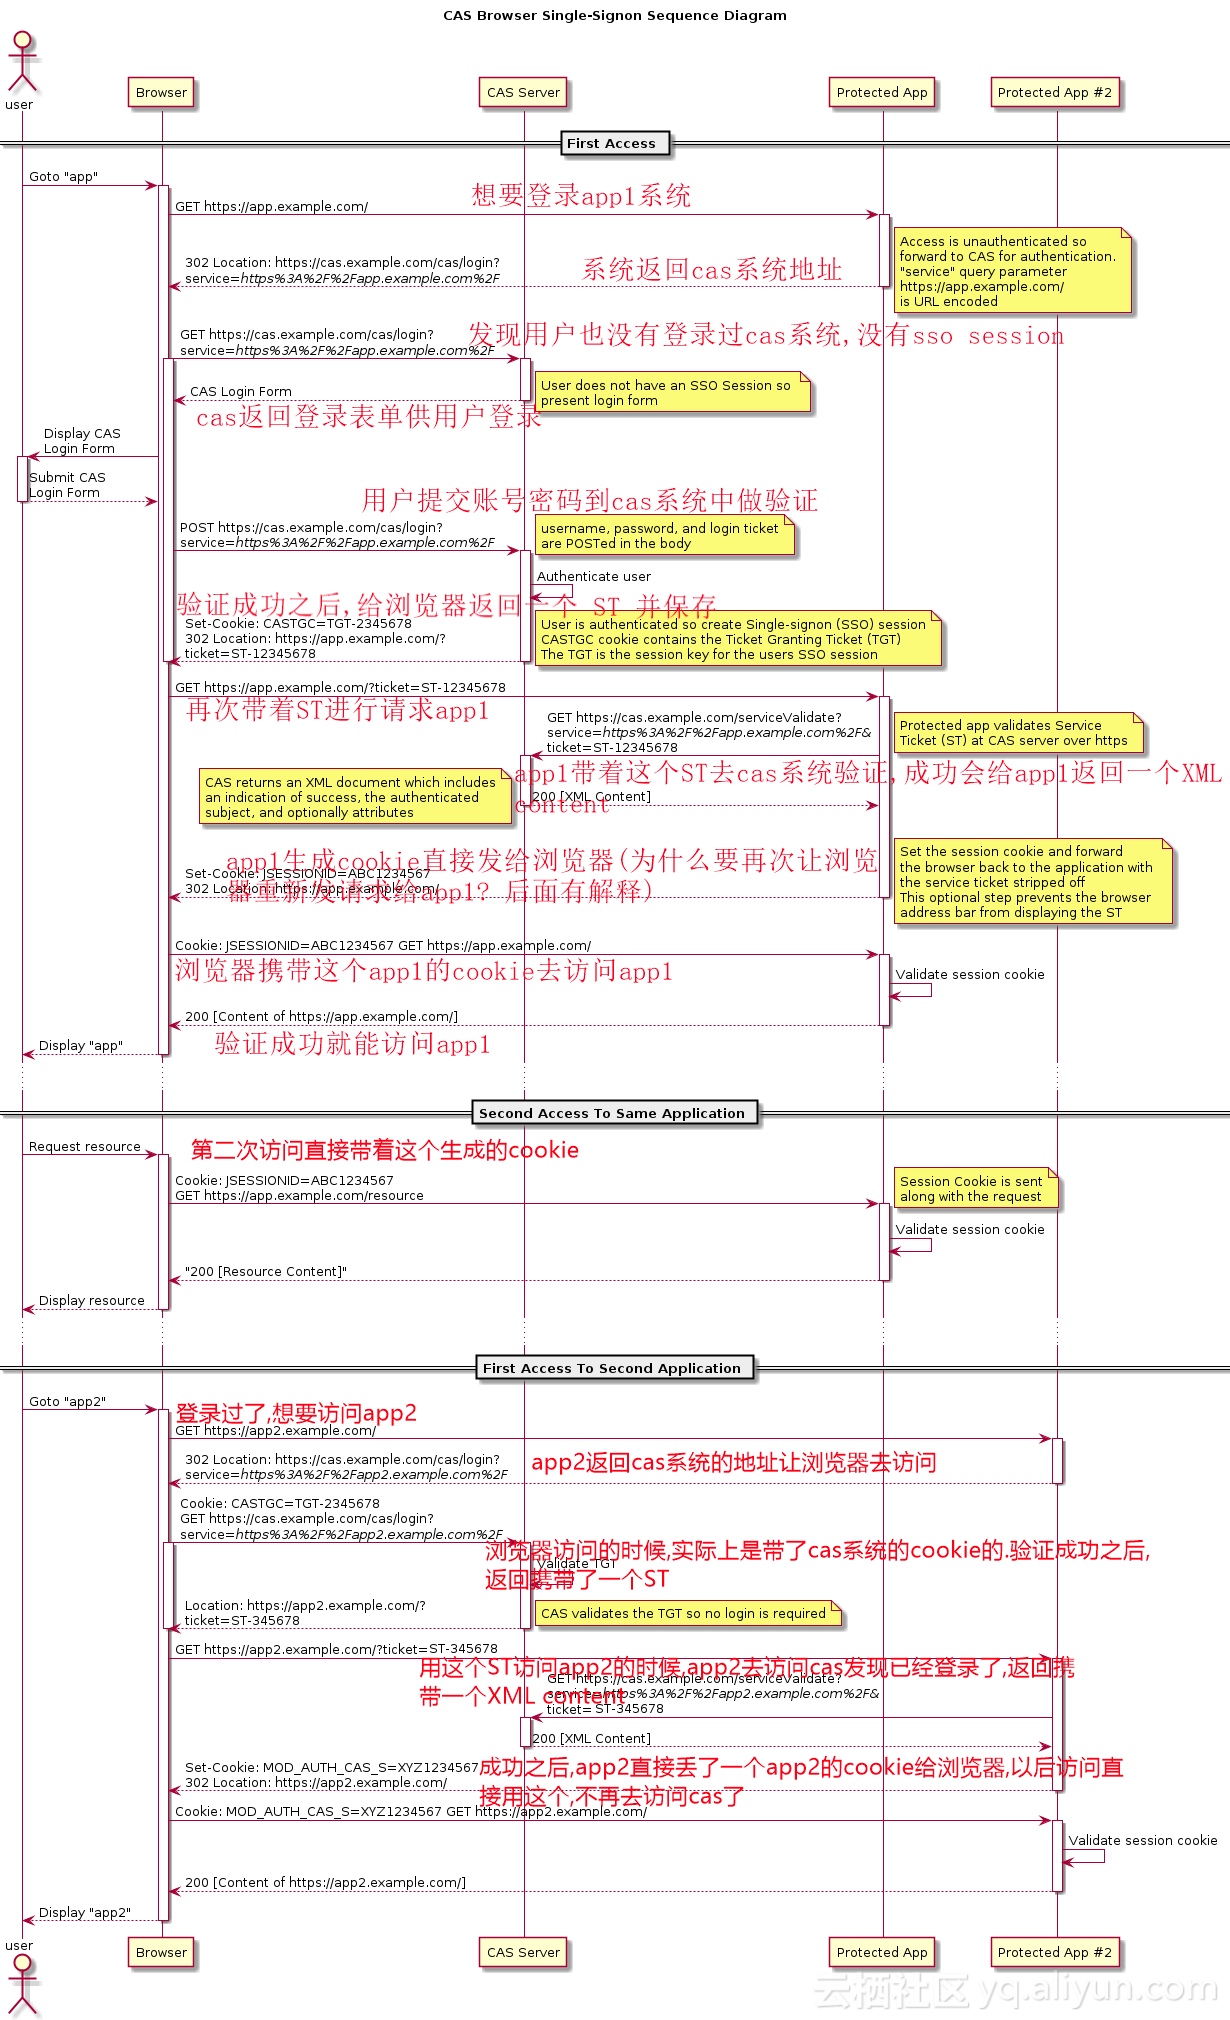 CAS Browser Single-Signon Sequence Diagram
user
Browser
CAS Server
Protected App
Protected App #2
First Access
Goto "app"
想要登录app1系统
GET https://app.example.com/
Access is unauthenticated so
forward to CAS for authentication.
"service" query parameter
https://app.example.com/
is URL encoded
302 Location: https://cas.example.com/cas/login?
service=https%3A%2F%2Fapp.example.com%2F
系统返回cas系统地址
发现用户也没有登录过cas系统,没有sso session
GET https://cas.example.com/cas/login?
service=https%3A%2F%2Fapp.example.com%2F
User does not have an SSO Session so
present login form
CAS Login Form
cas返回登录表单供用户登录
Display CAS
Login Form
Submit CAS
Login Form
用户提交账号密码到cas系统中做验证
POST https://cas.example.com/cas/login?
service=https%3A%2F%2Fapp.example.com%2F
username, password, and login ticket
are POSTed in the body
Authenticate user
验证成功之后,给浏览器返回一个 ST 并保存
Set-Cookie: CASTGC=TGT-2345678
302 Location: https://app.example.com/?
ticket=ST-12345678
User is authenticated so create Single-signon (SSO) session
CASTGC cookie contains the Ticket Granting Ticket (TGT)
The TGT is the session key for the users SSO session
GET https://app.example.com/?ticket=ST-12345678
再次带着ST进行请求app1
GET https://cas.example.com/serviceValidate?
service=https%3A%2F%2Fapp.example.com%2F&
ticket=ST-12345678
Protected app validates Service
Ticket (ST) at CAS server over https
app1带着这个ST去cas系统验证,成功会给app1返回一个XML
content
CAS returns an XML document which includes
an indication of success, the authenticated
subject, and optionally attributes
200 [XML Content]
app1生成cookie直接发给浏览器(为什么要再次让浏览
器重新发请求给app1? 后面有解释)
Set-Cookie: JSESSIONID=ABC1234567
302 Location: https://app.example.com/
Set the session cookie and forward
the browser back to the application with
the service ticket stripped off
This optional step prevents the browser
address bar from displaying the ST
Cookie: JSESSIONID=ABC1234567 GET https://app.example.com/
浏览器携带这个app1的cookie去访问app1
Validate session cookie
200 [Content of https://app.example.com/]
验证成功就能访问app1
Display "app"
Second Access To Same Application
Request resource
第二次访问直接带着这个生成的cookie
Cookie: JSESSIONID=ABC1234567
GET https://app.example.com/resource
Session Cookie is sent
along with the request
Validate session cookie
"200 [Resource Content]"
Display resource
First Access To Second Application
Goto "app2"
登录过了,想要访问app2
GET https://app2.example.com/
302 Location: https://cas.example.com/cas/login?
service=https%3A%2F%2Fapp2.example.com%2F
app2返回cas系统的地址让浏览器去访问
Cookie: CASTGC=TGT-2345678
GET https://cas.example.com/cas/login?
service=https%3A%2F%2Fapp2.example.com%2F
浏览器访问的时候,实际上是带了cas系统的cookie的.验证成功之后,
返回携带了一个ST
Validate TGT
Location: https://app2.example.com/?
ticket=ST-345678
CAS validates the TGT so no login is required
GET https://app2.example.com/?ticket=ST-345678
用这个ST访问app2的时候,app2去访问cas发现已经登录了,返回携
带一个XML content
GET https://cas.example.com/serviceValidate?
service=https%3A%2F%2Fapp2.example.com%2F&
ticket= ST-345678
200 [XML Content]
Set-Cookie: MOD_AUTH_CAS_S=XYZ1234567
302 Location: https://app2.example.com/
成功之后,app2直接丢了一个app2的cookie给浏览器,以后访问直
接用这个,不再去访问cas了
Cookie: MOD_AUTH_CAS_S=XYZ1234567 GET https://app2.example.com/
Validate session cookie
200 [Content of https://app2.example.com/]
Display "app2"
user
Browser
CAS Server
Protected App
Protected App #2
云栖社区 yq.aliyun.com